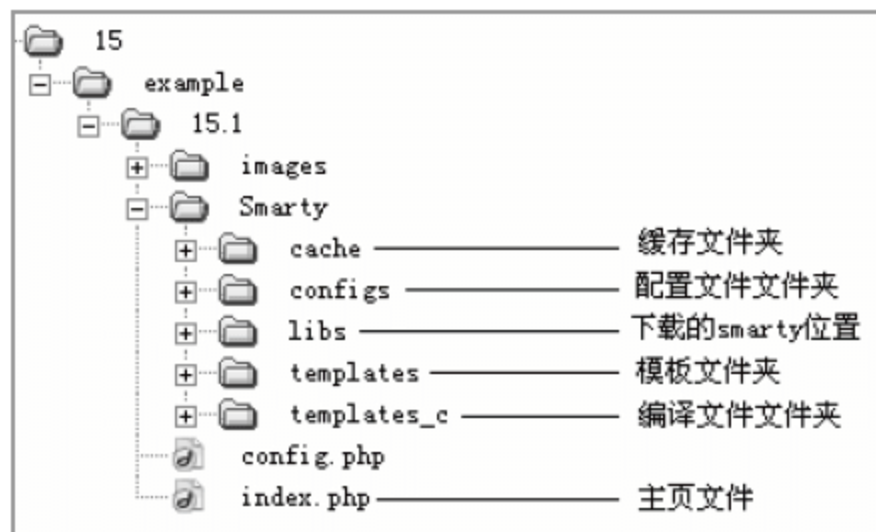 15
example
15.1
images
Smarty
cache 缓存文件夹
configs 配置文件文件夹
libs 下载的smarty位置
templates 模板文件夹
templates_c 编译文件文件夹
config.php
index.php 主页文件